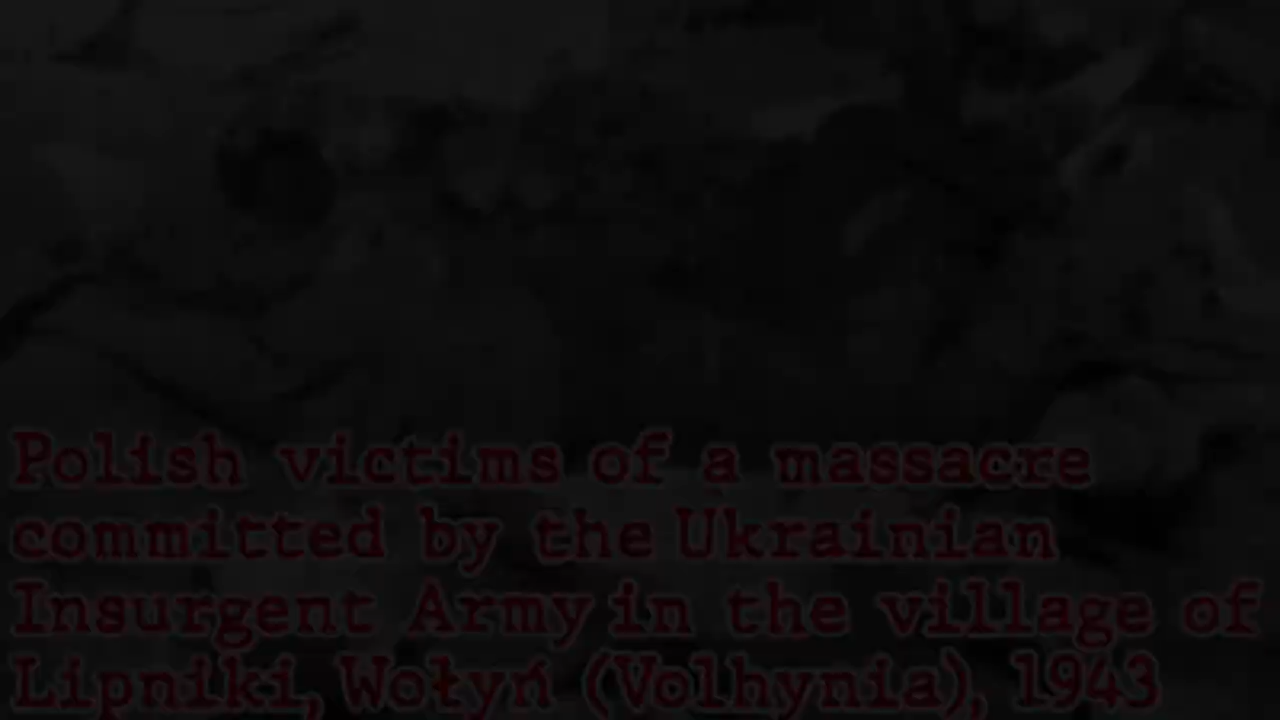 Polish victims of a massacre
committed by the Ukrainian
Insurgent Army in the village of
Lipniki, Wołyń (Volhynia), 1943